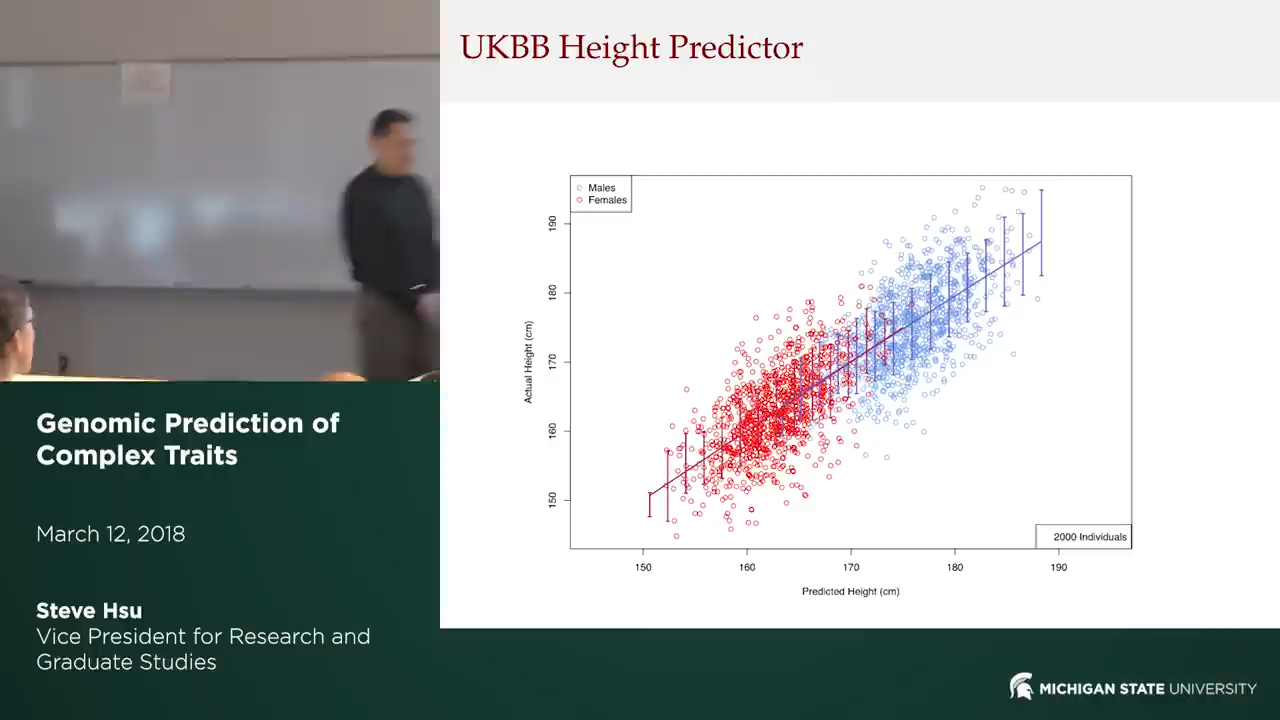 UKBB Height Predictor
Males
Females
190
180
170
160
150
Actual Height (cm)
2000 Individuals
150 160 170 180 190
Predicted Height (cm)
Genomic Prediction of
Complex Traits
March 12, 2018
Steve Hsu
Vice President for Research and
Graduate Studies
MICHIGAN STATE UNIVERSITY